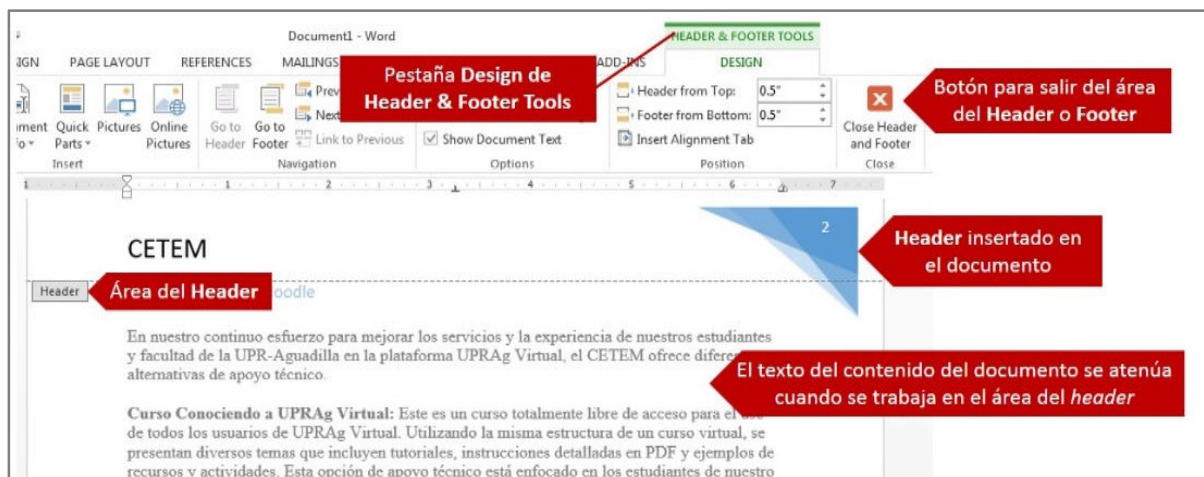 Document1 - Word
HEADER & FOOTER TOOLS
IGN PAGE LAYOUT REFERENCES MAILINGS ADD-INS DESIGN
Pestaña Design de
Header & Footer Tools
Quick Parts
Pictures
Online Pictures
Go to Header
Go to Footer
Link to Previous
Show Document Text
Header from Top: 0.5"
Footer from Bottom: 0.5"
Insert Alignment Tab
Close Header and Footer
Insert Navigation Options Position Close
Botón para salir del área
del Header o Footer
1 1 2 3 4 5 6 7
2
CETEM
Header insertado en
el documento
Header
Área del Header
oodle
En nuestro continuo esfuerzo para mejorar los servicios y la experiencia de nuestros estudiantes
y facultad de la UPR-Aguadilla en la plataforma UPRAg Virtual, el CETEM ofrece
alternativas de apoyo técnico.
El texto del contenido del documento se atenúa
cuando se trabaja en el área del header
Curso Conociendo a UPRAg Virtual: Este es un curso totalmente libre de acceso para el
de todos los usuarios de UPRAg Virtual. Utilizando la misma estructura de un curso virtual, se
presentan diversos temas que incluyen tutoriales, instrucciones detalladas en PDF y ejemplos de
recursos y actividades. Esta opción de apoyo técnico está enfocado en los estudiantes de nuestro